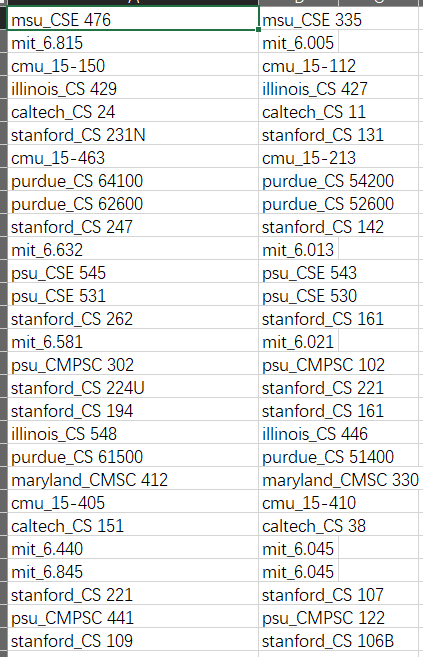 msu_CSE 476 msu_CSE 335
mit_6.815 mit_6.005
cmu_15-150 cmu_15-112
illinois_CS 429 illinois_CS 427
caltech_CS 24 caltech_CS 11
stanford_CS 231N stanford_CS 131
cmu_15-463 cmu_15-213
purdue_CS 64100 purdue_CS 54200
purdue_CS 62600 purdue_CS 52600
stanford_CS 247 stanford_CS 142
mit_6.632 mit_6.013
psu_CSE 545 psu_CSE 543
psu_CSE 531 psu_CSE 530
stanford_CS 262 stanford_CS 161
mit_6.581 mit_6.021
psu_CMPSC 302 psu_CMPSC 102
stanford_CS 224U stanford_CS 221
stanford_CS 194 stanford_CS 161
illinois_CS 548 illinois_CS 446
purdue_CS 61500 purdue_CS 51400
maryland_CMSC 412 maryland_CMSC 330
cmu_15-405 cmu_15-410
caltech_CS 151 caltech_CS 38
mit_6.440 mit_6.045
mit_6.845 mit_6.045
stanford_CS 221 stanford_CS 107
psu_CMPSC 441 psu_CMPSC 122
stanford_CS 109 stanford_CS 106B